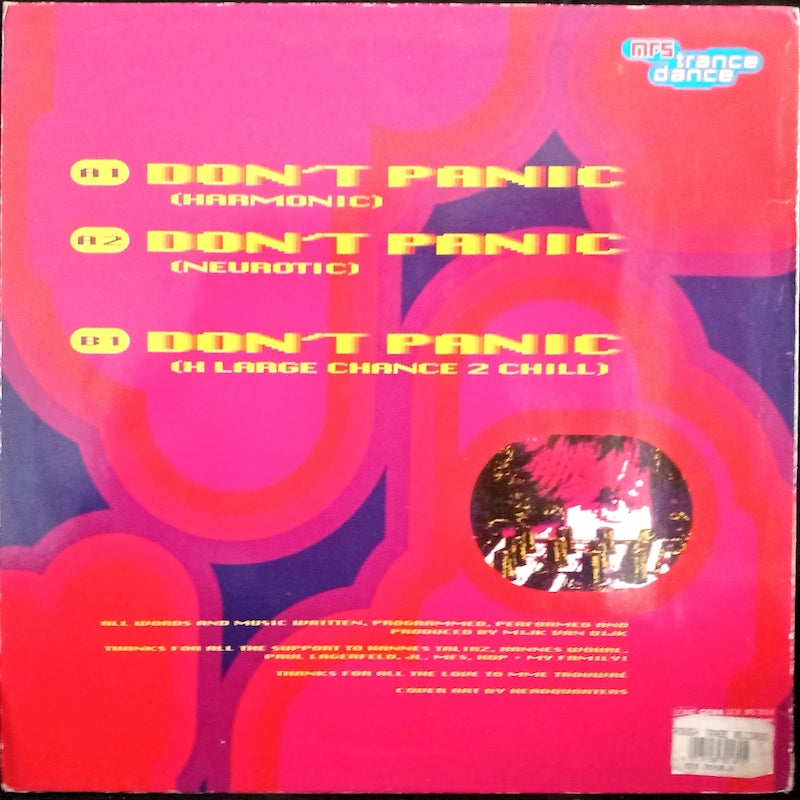 MFS
trance
dance
A1 DON'T PANIC
(HARMONIC)
A2 DON'T PANIC
(NEUROTIC)
B1 DON'T PANIC
(H LARGE CHANCE 2 CHILL)
ALL WORDS AND MUSIC WRITTEN, PROGRAMMED, PERFORMED AND
PRODUCED BY MIJK VAN DIJK
THANKS FOR ALL THE SUPPORT TO HANNES TALIRZ, HANNES WÖHRL,
PAUL LAGERFELD, JL, MFS, HDP + MY FAMILY!
THANKS FOR ALL THE LOVE TO MME TROUVAÉ
COVER ART BY HEADQUARTERS
ROUGH TRADE RECORDS